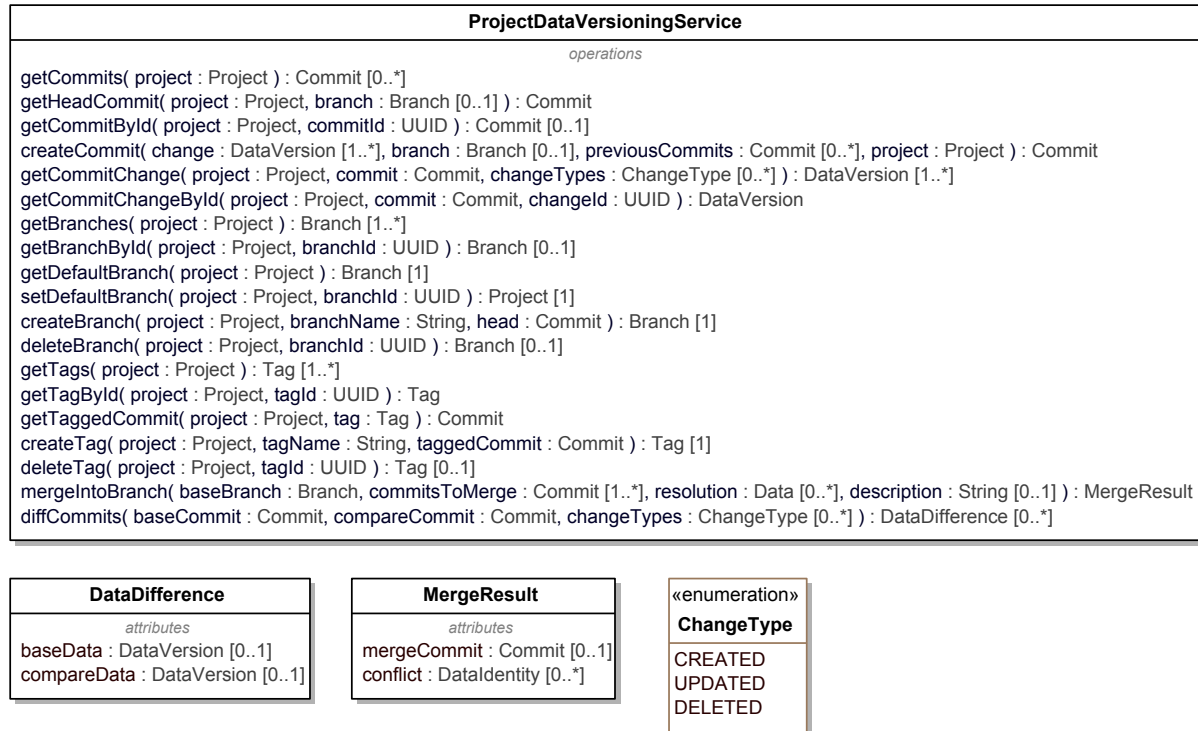 ProjectDataVersioningService
operations
getCommits( project : Project ) : Commit [0..*]
getHeadCommit( project : Project, branch : Branch [0..1] ) : Commit
getCommitById( project : Project, commitId : UUID ) : Commit [0..1]
createCommit( change : DataVersion [1..*], branch : Branch [0..1], previousCommits : Commit [0..*], project : Project ) : Commit
getCommitChange( project : Project, commit : Commit, changeTypes : ChangeType [0..*] ) : DataVersion [1..*]
getCommitChangeById( project : Project, commit : Commit, changeId : UUID ) : DataVersion
getBranches( project : Project ) : Branch [1..*]
getBranchById( project : Project, branchId : UUID ) : Branch [0..1]
getDefaultBranch( project : Project ) : Branch [1]
setDefaultBranch( project : Project, branchId : UUID ) : Project [1]
createBranch( project : Project, branchName : String, head : Commit ) : Branch [1]
deleteBranch( project : Project, branchId : UUID ) : Branch [0..1]
getTags( project : Project ) : Tag [1..*]
getTagById( project : Project, tagId : UUID ) : Tag
getTaggedCommit( project : Project, tag : Tag ) : Commit
createTag( project : Project, tagName : String, taggedCommit : Commit ) : Tag [1]
deleteTag( project : Project, tagId : UUID ) : Tag [0..1]
mergeIntoBranch( baseBranch : Branch, commitsToMerge : Commit [1..*], resolution : Data [0..*], description : String [0..1] ) : MergeResult
diffCommits( baseCommit : Commit, compareCommit : Commit, changeTypes : ChangeType [0..*] ) : DataDifference [0..*]
DataDifference
attributes
baseData : DataVersion [0..1]
compareData : DataVersion [0..1]
MergeResult
attributes
mergeCommit : Commit [0..1]
conflict : DataIdentity [0..*]
«enumeration»
ChangeType
CREATED
UPDATED
DELETED